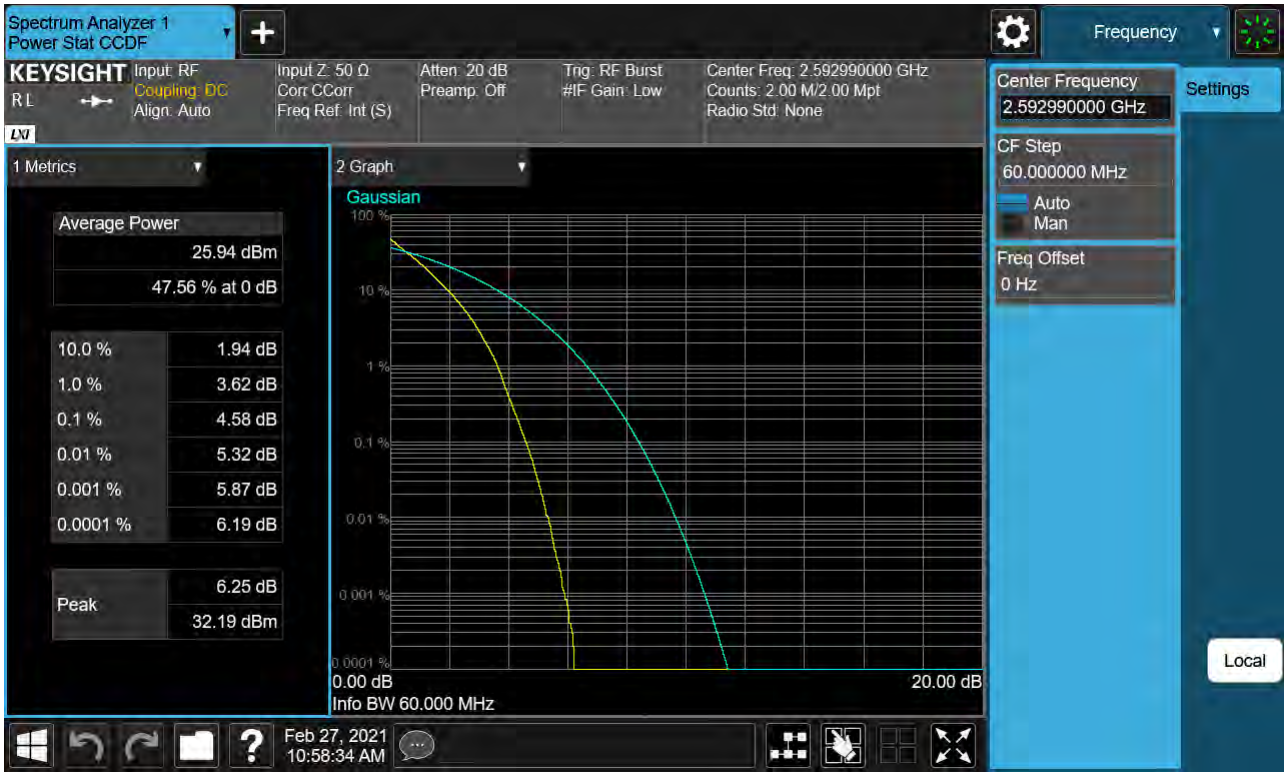 Spectrum Analyzer 1
Power Stat CCDF
Frequency
KEYSIGHT
RL
LXI
Input: RF
Coupling: DC
Align: Auto
Input Z: 50 Ω
Corr CCorr
Freq Ref: Int (S)
Atten: 20 dB
Preamp: Off
Trig: RF Burst
#IF Gain: Low
Center Freq: 2.592990000 GHz
Counts: 2.00 M/2.00 Mpt
Radio Std: None
Center Frequency
2.592990000 GHz
Settings
CF Step
60.000000 MHz
Auto
Man
Freq Offset
0 Hz
1 Metrics
Average Power
25.94 dBm
47.56 % at 0 dB
10.0 % 1.94 dB
1.0 % 3.62 dB
0.1 % 4.58 dB
0.01 % 5.32 dB
0.001 % 5.87 dB
0.0001 % 6.19 dB
Peak 6.25 dB
32.19 dBm
2 Graph
Gaussian
100 %
10 %
1 %
0.1 %
0.01 %
0.001 %
0.0001 %
0.00 dB 20.00 dB
Info BW 60.000 MHz
Local
?
Feb 27, 2021
10:58:34 AM